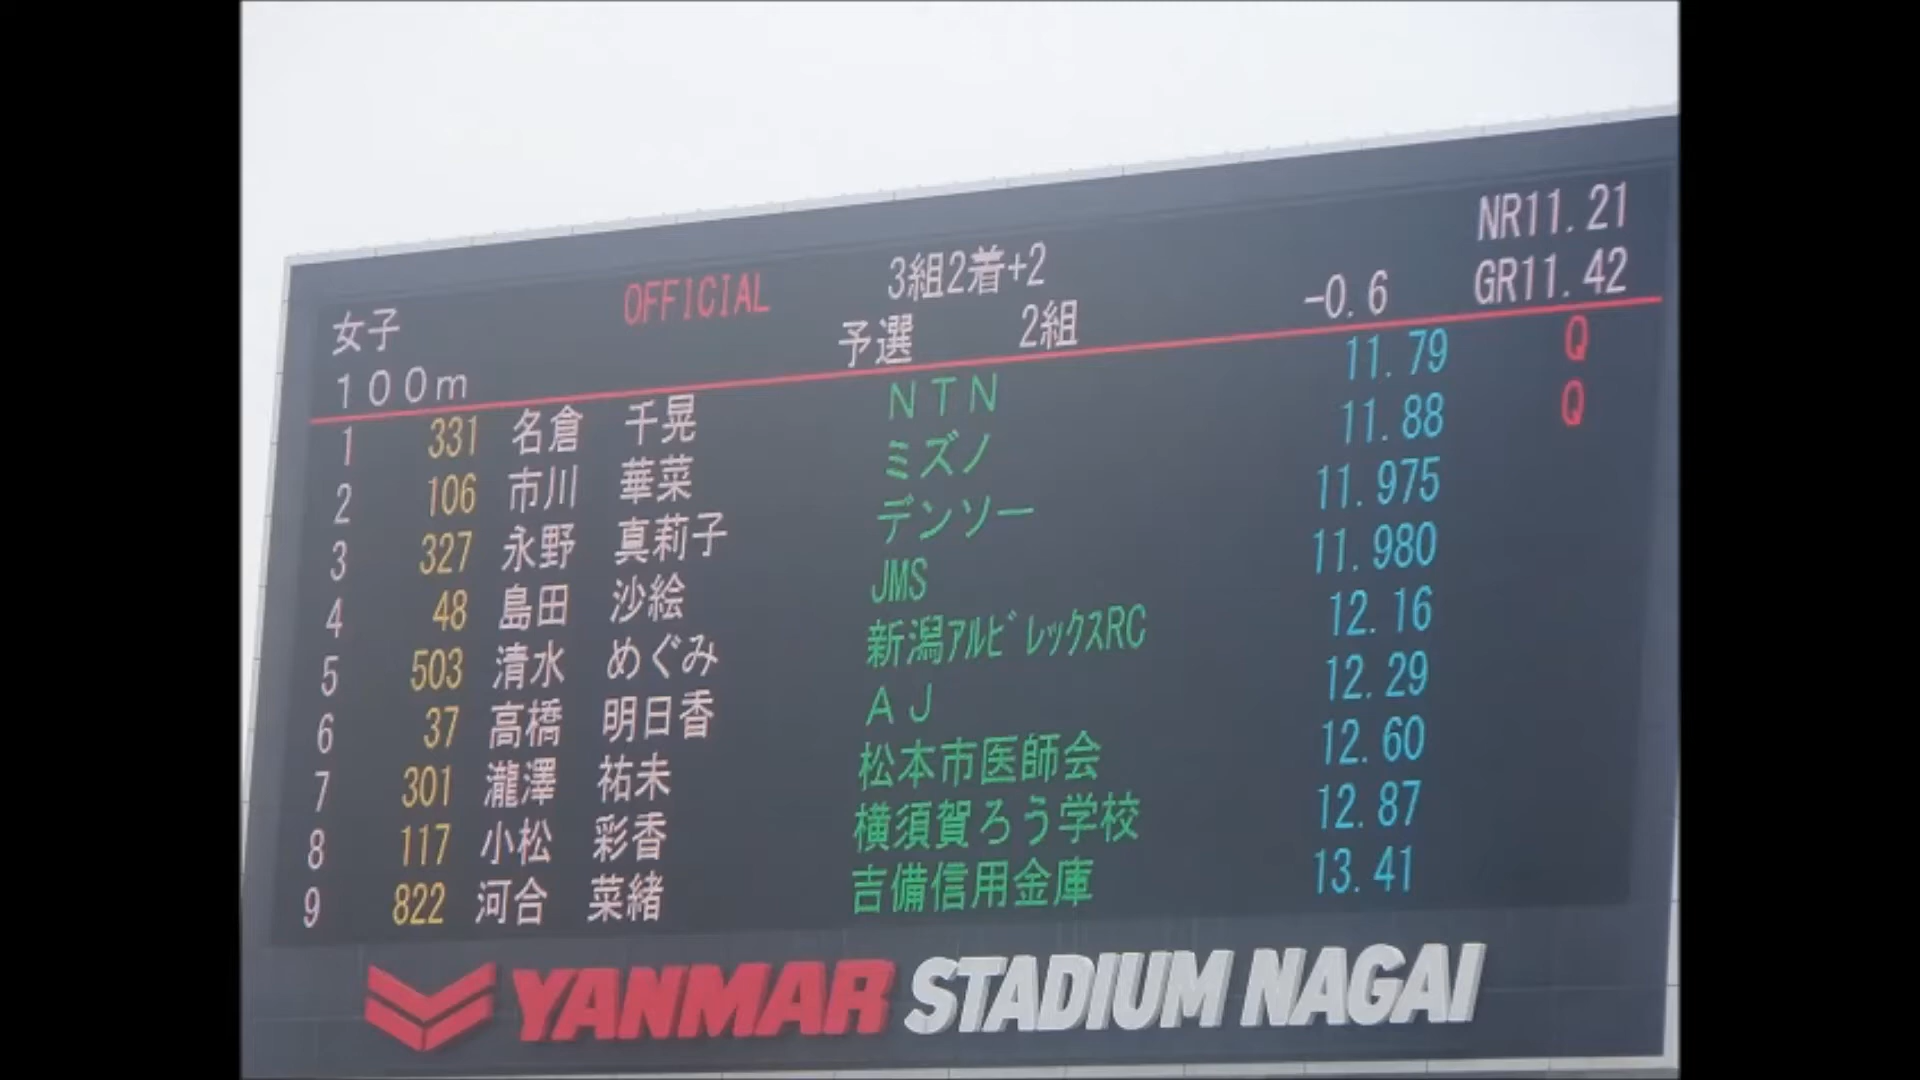 NR11.21
女子 OFFICIAL 3組2着+2 -0.6 GR11.42
100m 予選 2組
1 331 名倉 千晃 NTN 11.79 Q
2 106 市川 華菜 ミズノ 11.88 Q
3 327 永野 真莉子 デンソー 11.975
4 48 島田 沙絵 JMS 11.980
5 503 清水 めぐみ 新潟ｱﾙﾋﾞﾚｯｸｽRC 12.16
6 37 高橋 明日香 AJ 12.29
7 301 瀧澤 祐未 松本市医師会 12.60
8 117 小松 彩香 横須賀ろう学校 12.87
9 822 河合 菜緒 吉備信用金庫 13.41
YANMAR STADIUM NAGAI